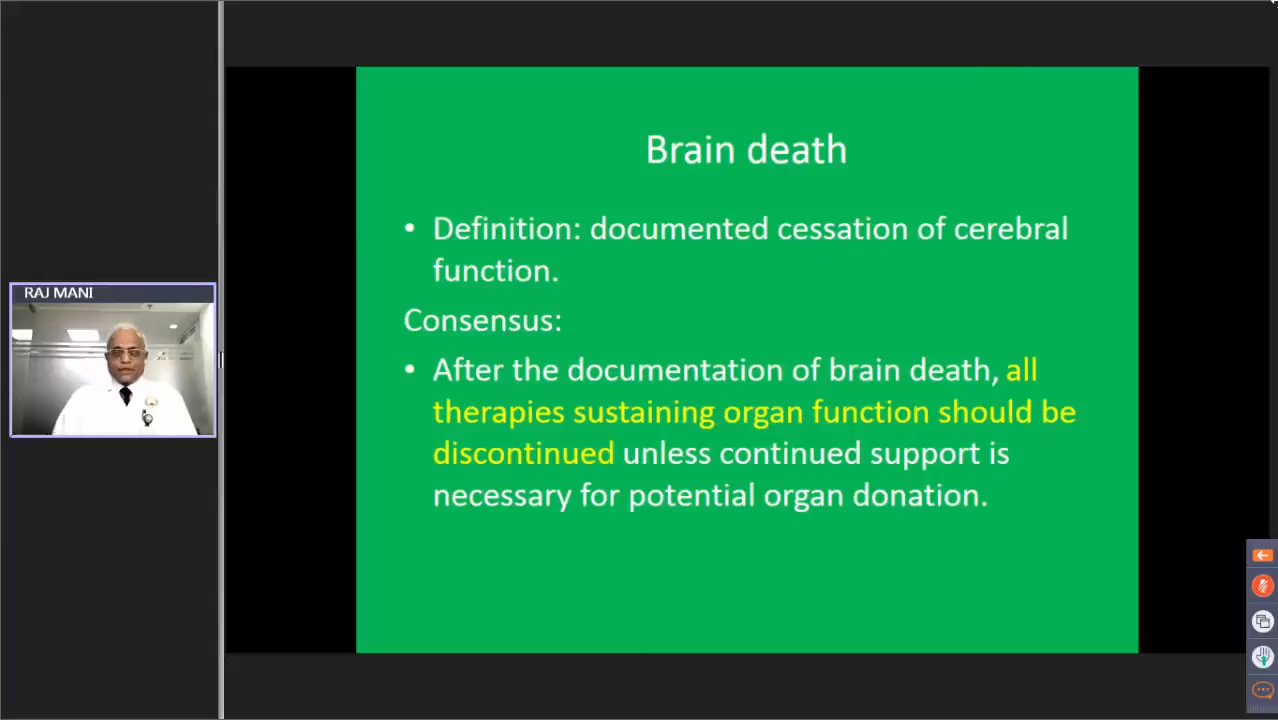 RAJ MANI
Brain death
• Definition: documented cessation of cerebral
function.
Consensus:
• After the documentation of brain death, all
therapies sustaining organ function should be
discontinued unless continued support is
necessary for potential organ donation.